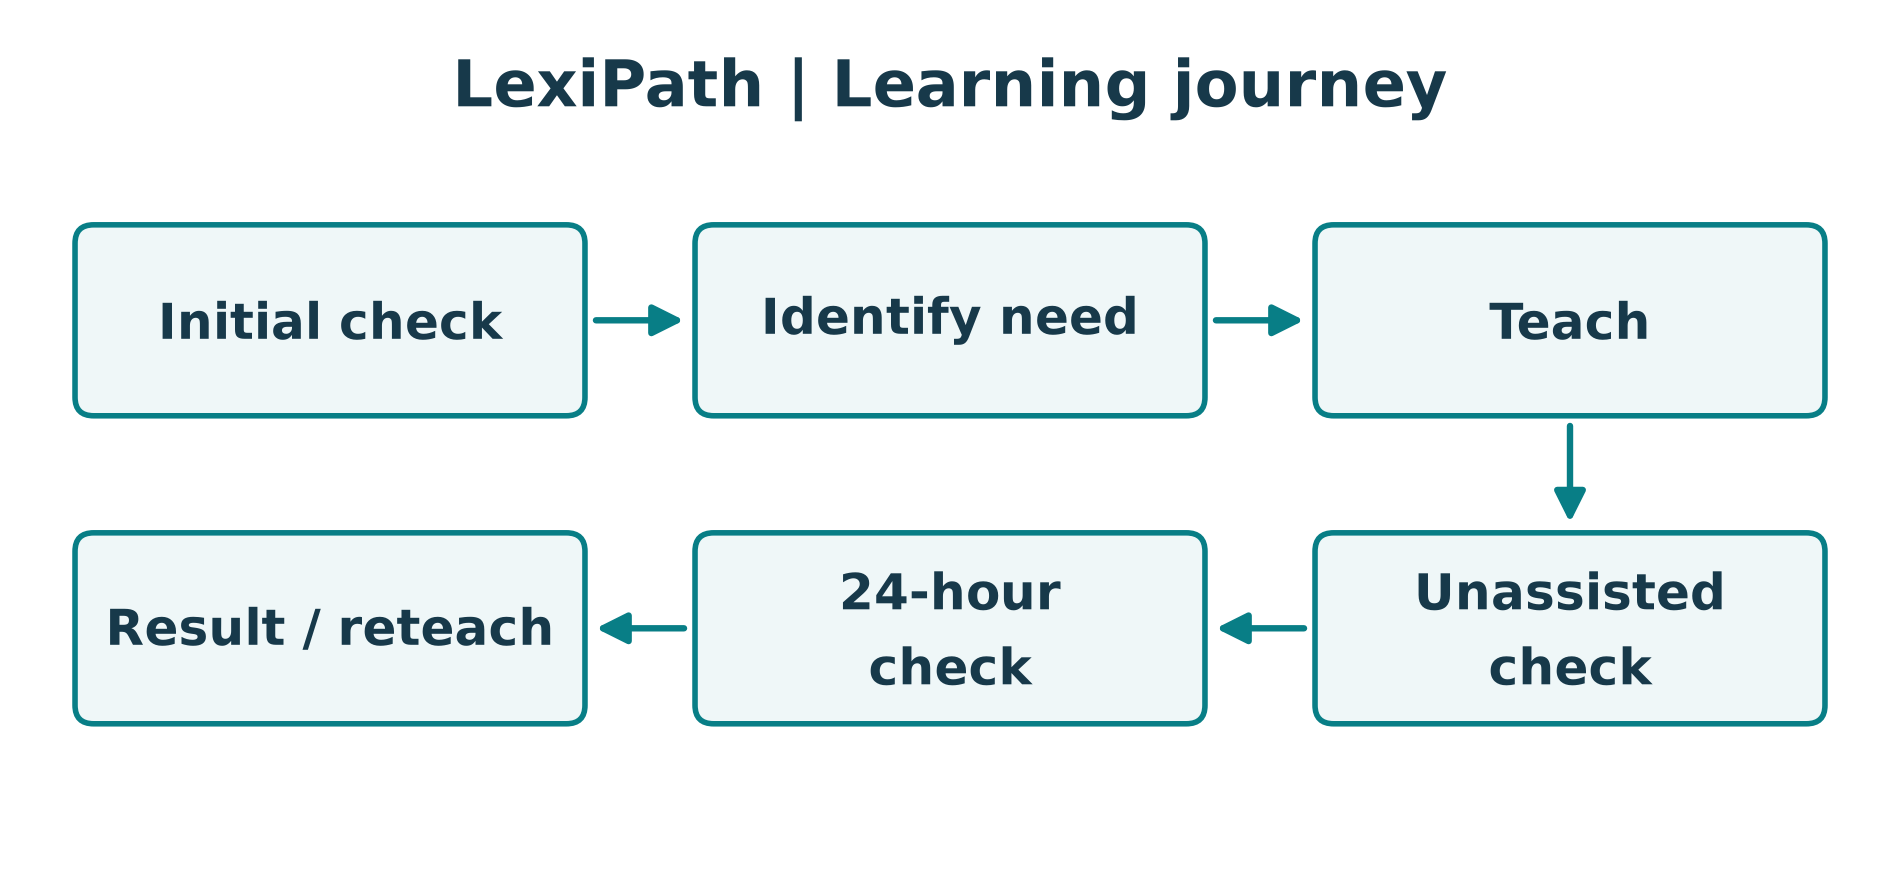 LexiPath | Learning journey
Initial check
Identify need
Teach
Unassisted
check
24-hour
check
Result / reteach